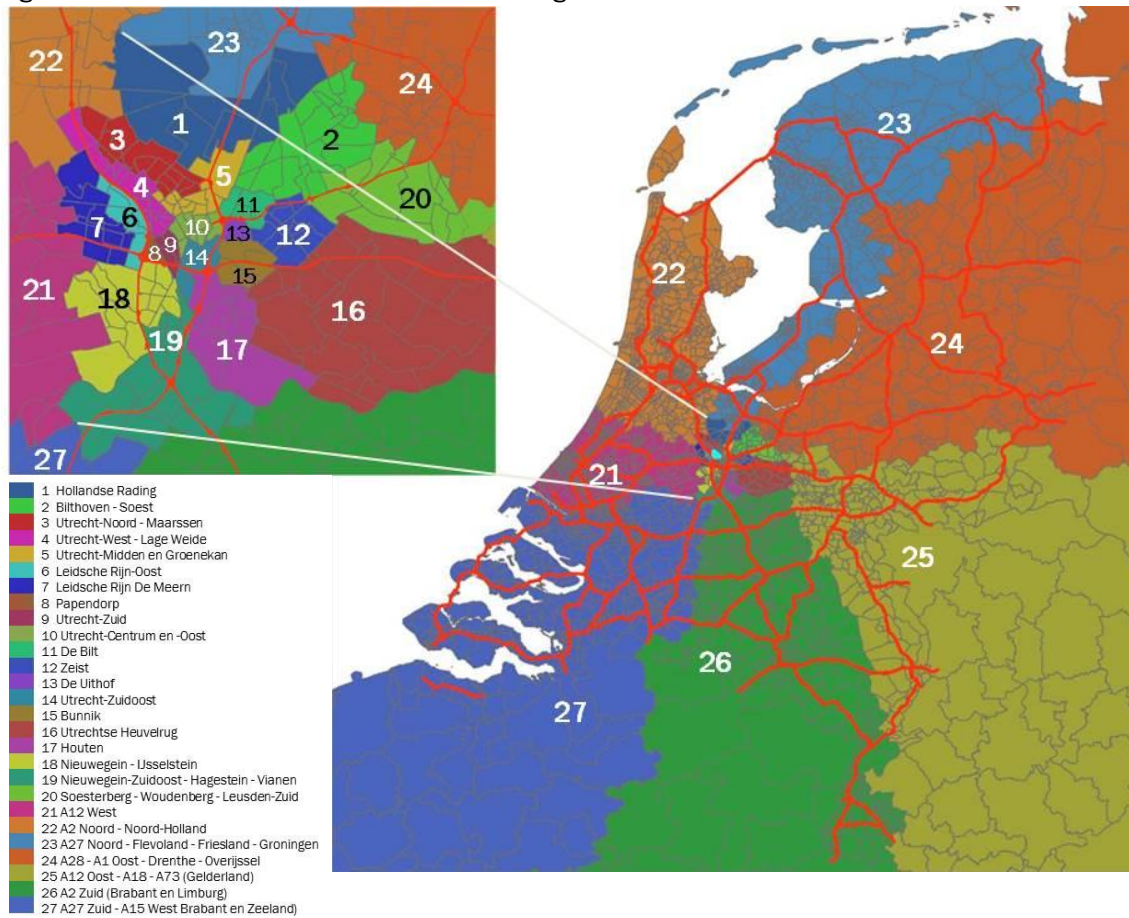 23
22
24
1
3
2
5
4
20
11
6
7
10
13
12
9
8
14
15
21
18
16
19
17
27
23
22
24
21
25
26
27
1 Hollandse Rading
2 Bilthoven - Soest
3 Utrecht-Noord - Maarssen
4 Utrecht-West - Lage Weide
5 Utrecht-Midden en Groenekan
6 Leidsche Rijn-Oost
7 Leidsche Rijn De Meern
8 Papendorp
9 Utrecht-Zuid
10 Utrecht-Centrum en -Oost
11 De Bilt
12 Zeist
13 De Uithof
14 Utrecht-Zuidoost
15 Bunnik
16 Utrechtse Heuvelrug
17 Houten
18 Nieuwegein - IJsselstein
19 Nieuwegein-Zuidoost - Hagestein - Vianen
20 Soesterberg - Woudenberg - Leusden-Zuid
21 A12 West
22 A2 Noord - Noord-Holland
23 A27 Noord - Flevoland - Friesland - Groningen
24 A28 - A1 Oost - Drenthe - Overijssel
25 A12 Oost - A18 - A73 (Gelderland)
26 A2 Zuid (Brabant en Limburg)
27 A27 Zuid - A15 West Brabant en Zeeland)